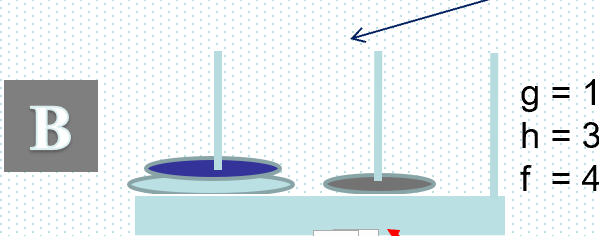 B
g = 1
h = 3
f = 4